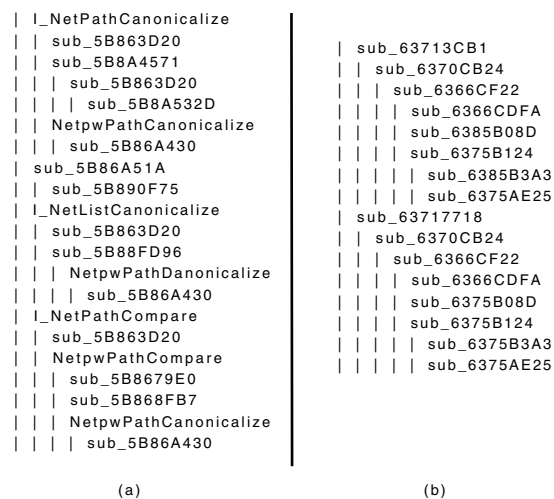 | I_NetPathCanonicalize
| | sub_5B863D20
| | sub_5B8A4571
| | | sub_5B863D20
| | | | sub_5B8A532D
| | NetpwPathCanonicalize
| | | sub_5B86A430
| sub_5B86A51A
| | sub_5B890F75
| I_NetListCanonicalize
| | sub_5B863D20
| | sub_5B88FD96
| | | NetpwPathDanonicalize
| | | | sub_5B86A430
| I_NetPathCompare
| | sub_5B863D20
| | NetpwPathCompare
| | | sub_5B8679E0
| | | sub_5B868FB7
| | | NetpwPathCanonicalize
| | | | sub_5B86A430
(a)
| sub_63713CB1
| | sub_6370CB24
| | | sub_6366CF22
| | | | sub_6366CDFA
| | | | sub_6385B08D
| | | | sub_6375B124
| | | | | sub_6385B3A3
| | | | | sub_6375AE25
| sub_63717718
| | sub_6370CB24
| | | sub_6366CF22
| | | | sub_6366CDFA
| | | | sub_6375B08D
| | | | sub_6375B124
| | | | | sub_6375B3A3
| | | | | sub_6375AE25
(b)